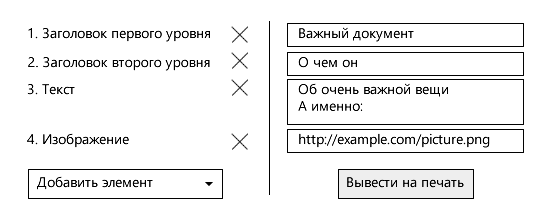 1. Заголовок первого уровня
Важный документ
2. Заголовок второго уровня
О чем он
3. Текст
Об очень важной вещи
А именно:
4. Изображение
http://example.com/picture.png
Добавить элемент
Вывести на печать